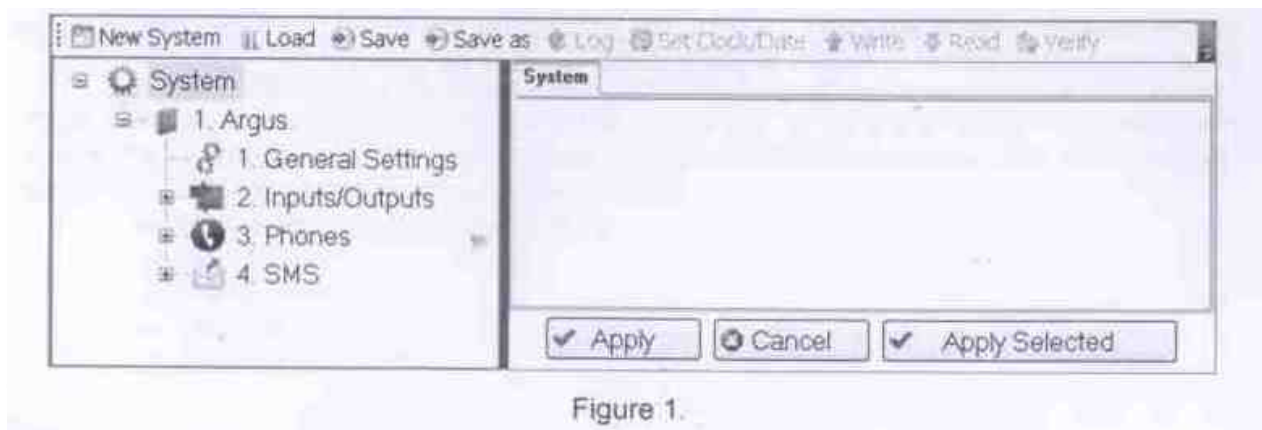 New System Load Save Save as Log Set Clock/Date Write Read Verify
System
1. Argus
1. General Settings
2. Inputs/Outputs
3. Phones
4. SMS
System
Apply Cancel Apply Selected
Figure 1.